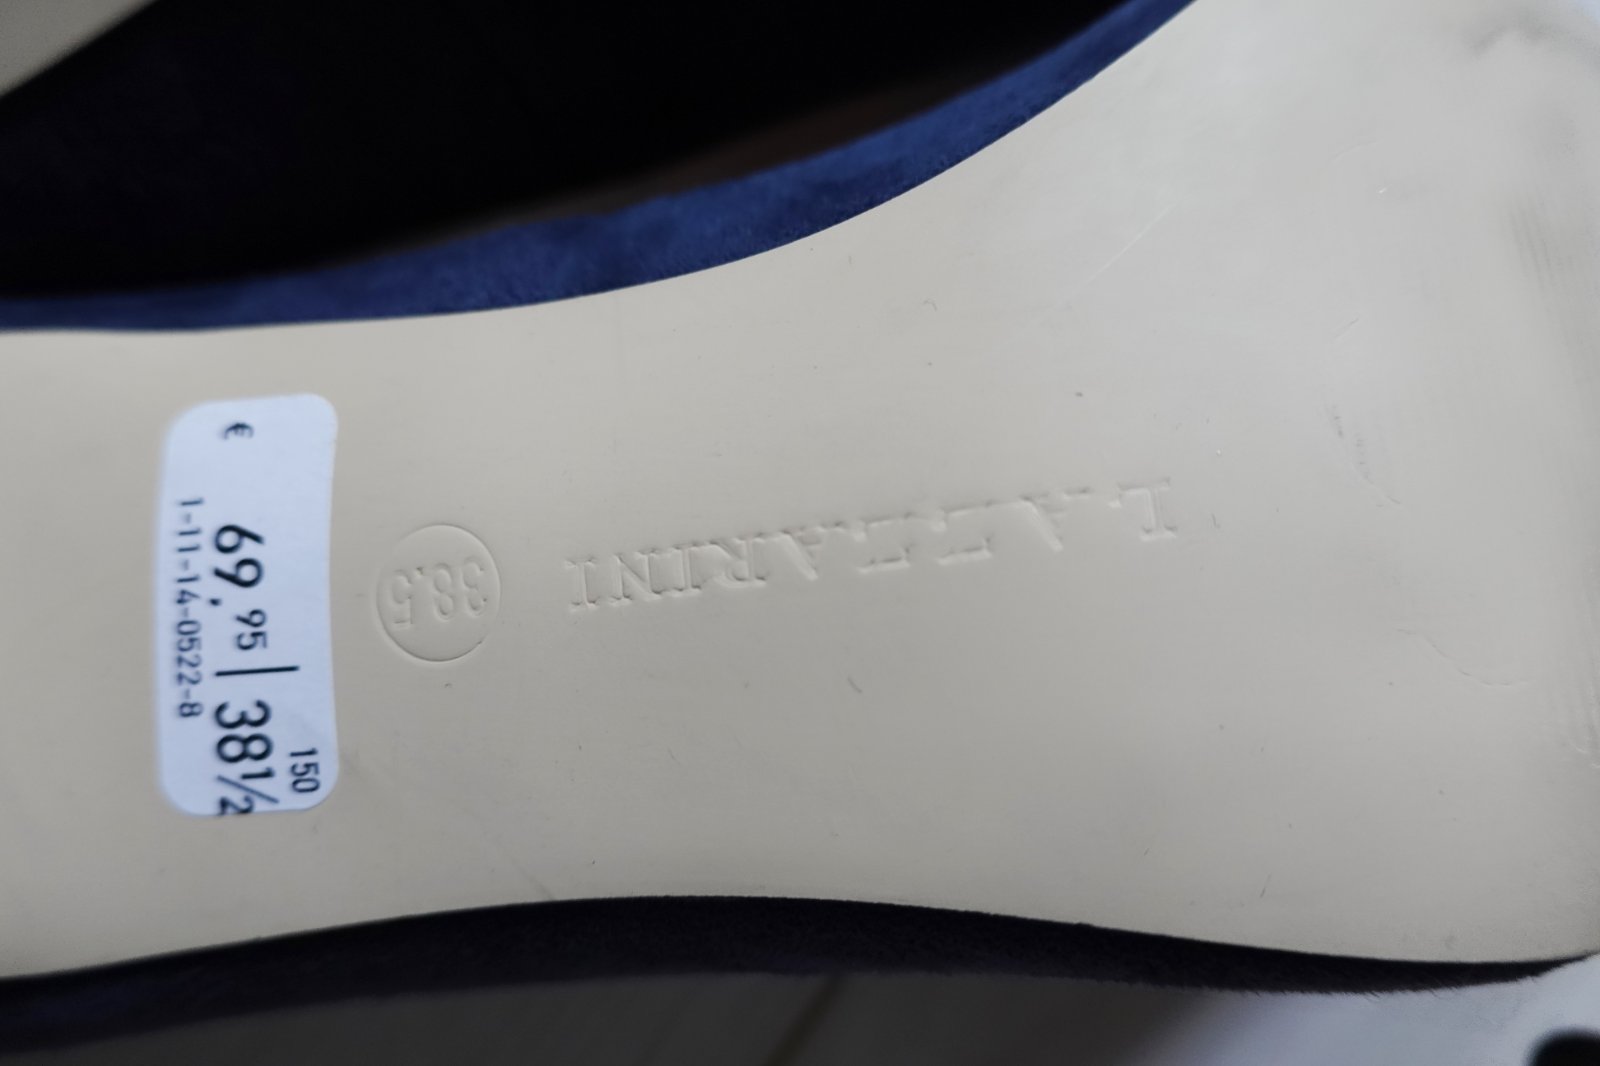 150
€ 69,95 | 38½
1-11-14-0522-8
38.5
LAZZARINI